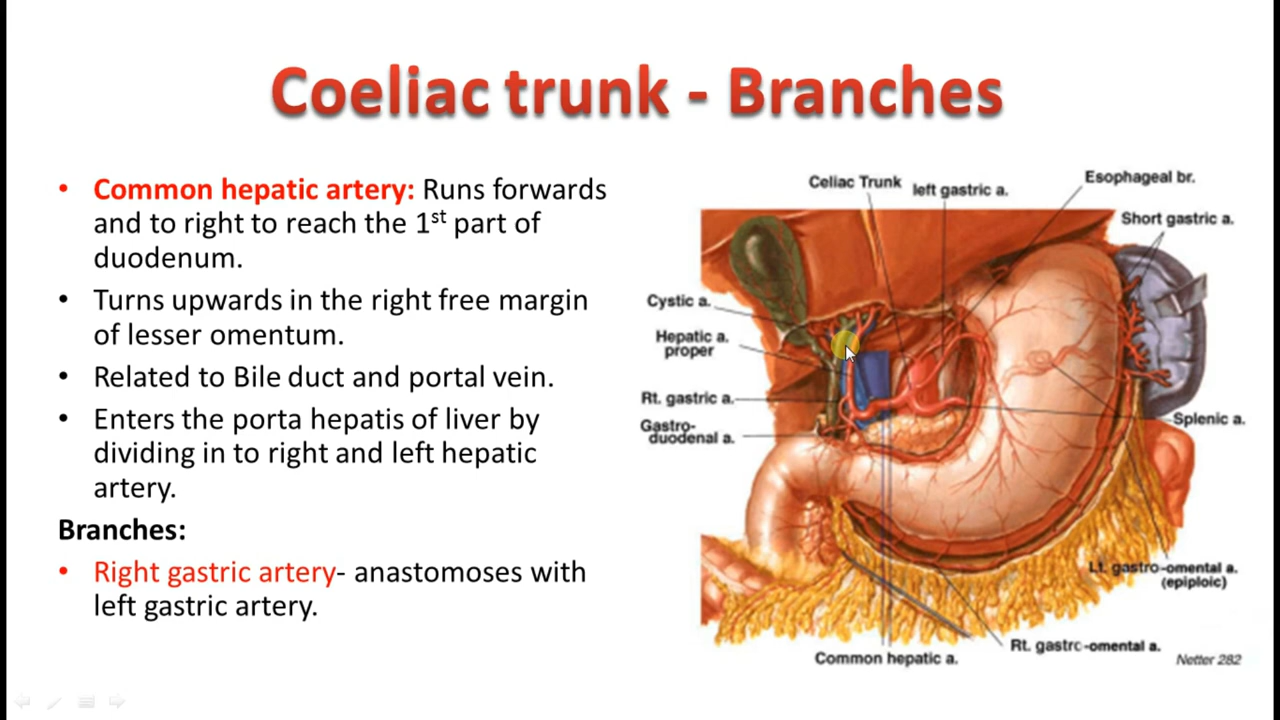 Coeliac trunk - Branches
• Common hepatic artery: Runs forwards
and to right to reach the 1st part of
duodenum.
• Turns upwards in the right free margin
of lesser omentum.
• Related to Bile duct and portal vein.
• Enters the porta hepatis of liver by
dividing in to right and left hepatic
artery.
Branches:
• Right gastric artery- anastomoses with
left gastric artery.
Celiac Trunk
left gastric a.
Esophageal br.
Short gastric a.
Cystic a.
Hepatic a.
proper
Rt. gastric a.
Gastro-
duodenal a.
Splenic a.
Lt. gastro-omental a.
(epiploic)
Rt. gastro-omental a.
Common hepatic a.
Netter 282